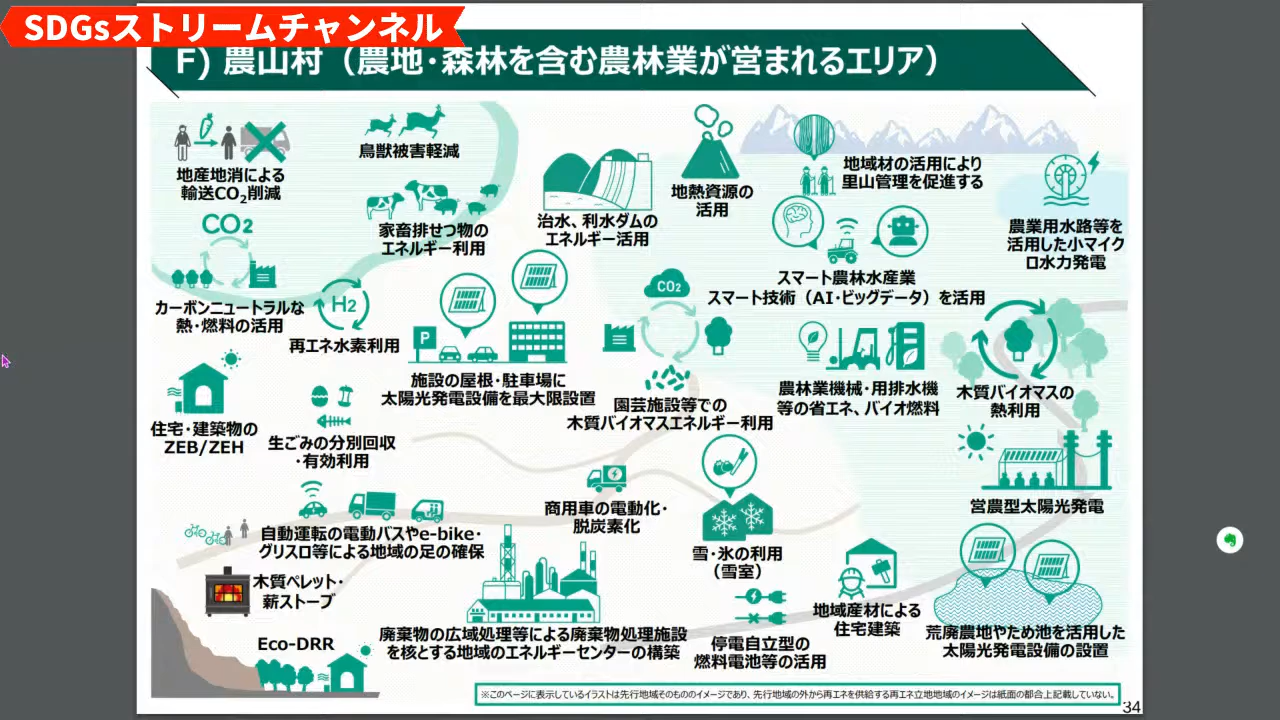 SDGsストリームチャンネル
F）農山村（農地・森林を含む農林業が営まれるエリア）
地産地消による
輸送CO2削減
鳥獣被害軽減
家畜排せつ物の
エネルギー利用
治水、利水ダムの
エネルギー活用
地熱資源の
活用
地域材の活用により
里山管理を促進する
農業用水路等を
活用した小マイク
ロ水力発電
スマート農林水産業
スマート技術（AI・ビッグデータ）を活用
CO2
カーボンニュートラルな
熱・燃料の活用
H2
再エネ水素利用
P
施設の屋根・駐車場に
太陽光発電設備を最大限設置
CO2
園芸施設等での
木質バイオマスエネルギー利用
農林業機械・用排水機
等の省エネ、バイオ燃料
木質バイオマスの
熱利用
住宅・建築物の
ZEB/ZEH
生ごみの分別回収
・有効利用
営農型太陽光発電
自動運転の電動バスやe-bike・
グリスロ等による地域の足の確保
商用車の電動化・
脱炭素化
雪・氷の利用
（雪室）
木質ペレット・
薪ストーブ
Eco-DRR
廃棄物の広域処理等による廃棄物処理施設
を核とする地域のエネルギーセンターの構築
停電自立型の
燃料電池等の活用
地域産材による
住宅建築
荒廃農地やため池を活用した
太陽光発電設備の設置
※このページに表示しているイラストは先行地域そのもののイメージであり、先行地域の外から再エネを供給する再エネ立地地域のイメージは紙面の都合上記載していない。
34